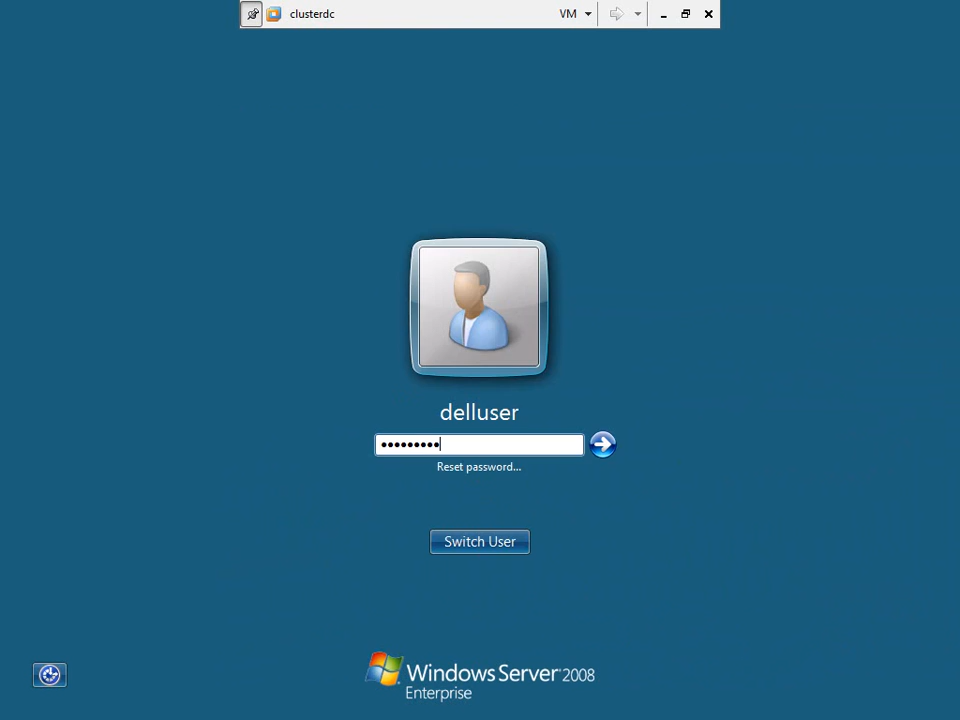 clusterdc
VM
delluser
•••••••••
Reset password...
Switch User
Windows Server 2008
Enterprise